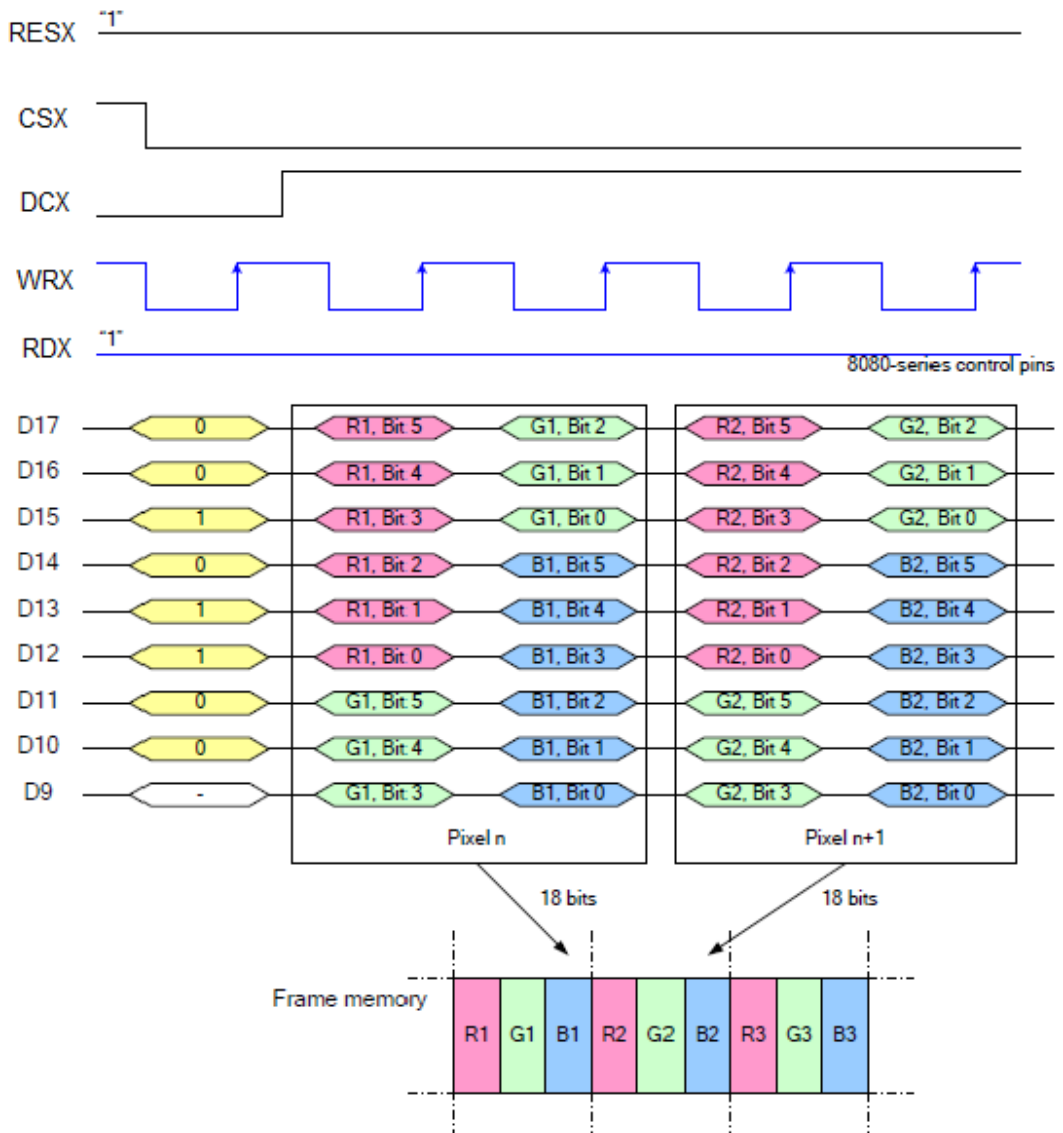 RESX "1"
CSX
DCX
WRX
RDX "1"
8080-series control pins
D17 0 R1, Bit 5 G1, Bit 2 R2, Bit 5 G2, Bit 2
D16 0 R1, Bit 4 G1, Bit 1 R2, Bit 4 G2, Bit 1
D15 1 R1, Bit 3 G1, Bit 0 R2, Bit 3 G2, Bit 0
D14 0 R1, Bit 2 B1, Bit 5 R2, Bit 2 B2, Bit 5
D13 1 R1, Bit 1 B1, Bit 4 R2, Bit 1 B2, Bit 4
D12 1 R1, Bit 0 B1, Bit 3 R2, Bit 0 B2, Bit 3
D11 0 G1, Bit 5 B1, Bit 2 G2, Bit 5 B2, Bit 2
D10 0 G1, Bit 4 B1, Bit 1 G2, Bit 4 B2, Bit 1
D9 - G1, Bit 3 B1, Bit 0 G2, Bit 3 B2, Bit 0
Pixel n Pixel n+1
18 bits 18 bits
Frame memory
R1 G1 B1 R2 G2 B2 R3 G3 B3